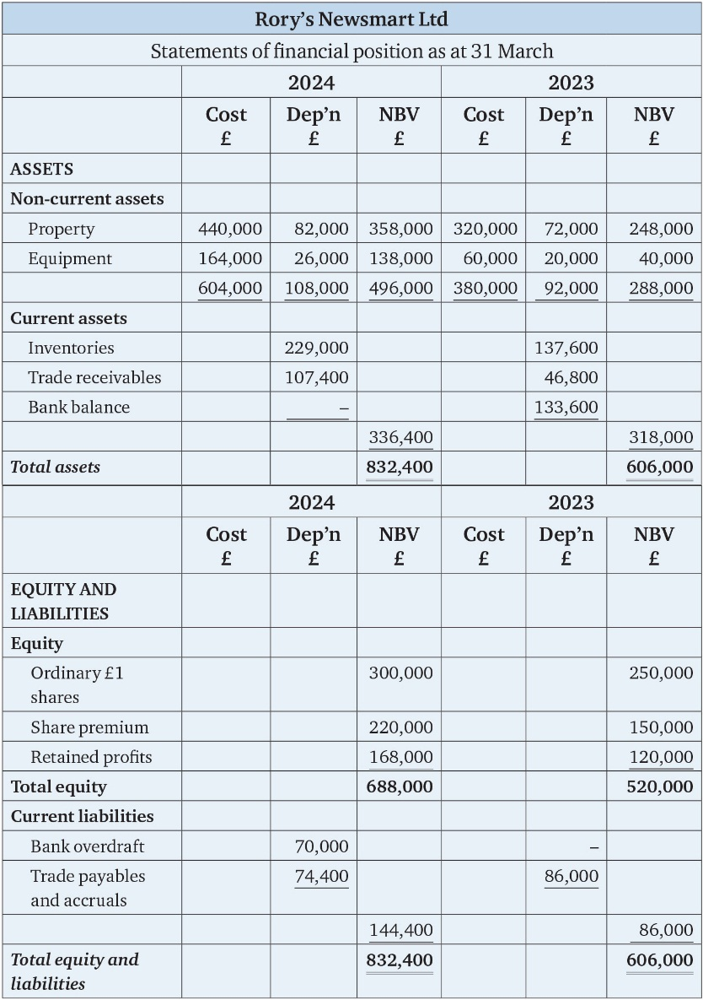 Rory’s Newsmart Ltd
Statements of financial position as at 31 March
2024 2023
Cost Dep’n NBV Cost Dep’n NBV
£ £ £ £ £ £
ASSETS
Non-current assets
Property 440,000 82,000 358,000 320,000 72,000 248,000
Equipment 164,000 26,000 138,000 60,000 20,000 40,000
604,000 108,000 496,000 380,000 92,000 288,000
Current assets
Inventories 229,000 137,600
Trade receivables 107,400 46,800
Bank balance – 133,600
336,400 318,000
Total assets 832,400 606,000
2024 2023
Cost Dep’n NBV Cost Dep’n NBV
£ £ £ £ £ £
EQUITY AND
LIABILITIES
Equity
Ordinary £1 300,000 250,000
shares
Share premium 220,000 150,000
Retained profits 168,000 120,000
Total equity 688,000 520,000
Current liabilities
Bank overdraft 70,000 –
Trade payables 74,400 86,000
and accruals
144,400 86,000
Total equity and 832,400 606,000
liabilities